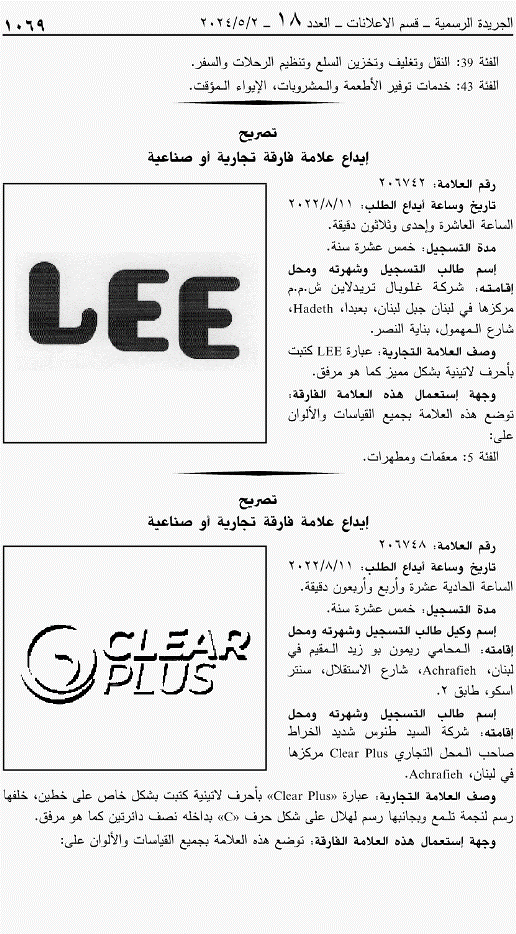 الجريدة الرسمية ــ قسم الاعلانات ــ العدد ١٨ ــ ٢٠٢٤/٥/٢
١٠٦٩
الفئة 39: النقل وتغليف وتخزين السلع وتنظيم الرحلات والسفر.
الفئة 43: خدمات توفير الأطعمة والمشروبات، الإيواء المؤقت.
تصريح
إيداع علامة فارقة تجارية أو صناعية
رقم العلامة: ٢٠٦٧٤٢
تاريخ وساعة أيداع الطلب: ٢٠٢٢/٨/١١
الساعة العاشرة وإحدى وثلاثون دقيقة.
مدة التسجيل: خمس عشرة سنة.
إسم طالب التسجيل وشهرته ومحل
إقامته: شركة غلوبال تريدلاين ش.م.م
مركزها في لبنان جبل لبنان، بعبدا، Hadeth،
شارع المهمول، بناية النصر.
وصف العلامة التجارية: عبارة LEE كتبت
بأحرف لاتينية بشكل مميز كما هو مرفق.
وجهة إستعمال هذه العلامة الفارقة:
توضع هذه العلامة بجميع القياسات والألوان
على:
الفئة 5: معقمات ومطهرات.
LEE
تصريح
إيداع علامة فارقة تجارية أو صناعية
رقم العلامة: ٢٠٦٧٤٨
تاريخ وساعة أيداع الطلب: ٢٠٢٢/٨/١١
الساعة الحادية عشرة وأربع وأربعون دقيقة.
مدة التسجيل: خمس عشرة سنة.
إسم وكيل طالب التسجيل وشهرته ومحل
إقامته: المحامي ريمون بو زيد المقيم في
لبنان، Achrafieh، شارع الاستقلال، سنتر
اسكو، طابق ٢.
إسم طالب التسجيل وشهرته ومحل
إقامته: شركة السيد طنوس شديد الخراط
صاحب المحل التجاري Clear Plus مركزها
في لبنان، Achrafieh.
CLEAR
PLUS
وصف العلامة التجارية: عبارة «Clear Plus» بأحرف لاتينية كتبت بشكل خاص على خطين، خلفها
رسم لنجمة تلمع وبجانبها رسم لهلال على شكل حرف «C» بداخله نصف دائرتين كما هو مرفق.
وجهة إستعمال هذه العلامة الفارقة: توضع هذه العلامة بجميع القياسات والألوان على: